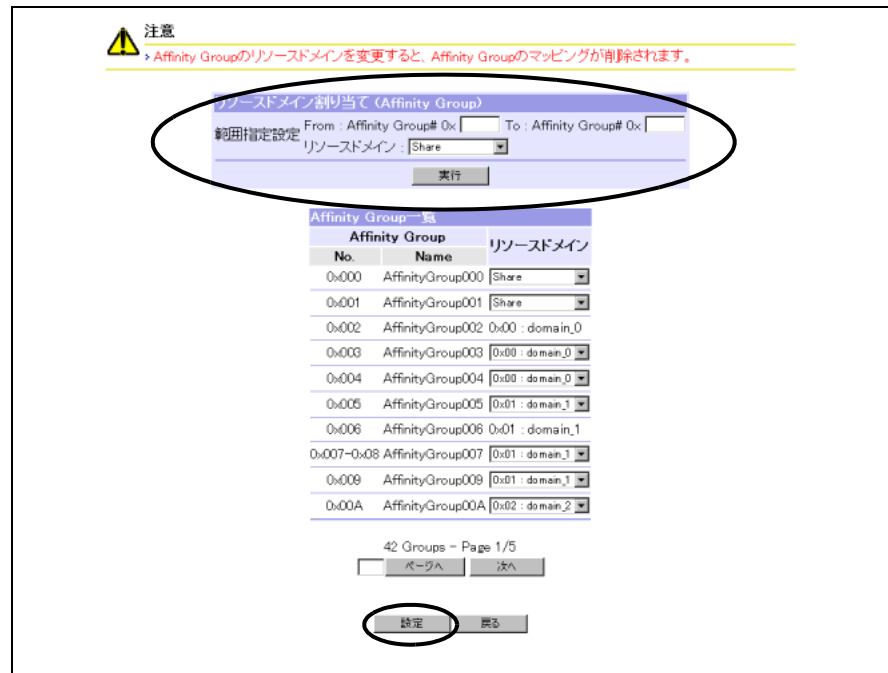 注意
Affinity Groupのリソースドメインを変更すると、Affinity Groupのマッピングが削除されます。
リソースドメイン割り当て (Affinity Group)
範囲指定設定 From : Affinity Group# 0x To : Affinity Group# 0x
リソースドメイン : Share
実行
Affinity Group一覧
Affinity Group リソースドメイン
No. Name
0x000 AffinityGroup000 Share
0x001 AffinityGroup001 Share
0x002 AffinityGroup002 0x00 : domain_0
0x003 AffinityGroup003 0x00 : domain_0
0x004 AffinityGroup004 0x00 : domain_0
0x005 AffinityGroup005 0x01 : domain_1
0x006 AffinityGroup006 0x01 : domain_1
0x007-0x08 AffinityGroup007 0x01 : domain_1
0x009 AffinityGroup009 0x01 : domain_1
0x00A AffinityGroup00A 0x02 : domain_2
42 Groups - Page 1/5
ページへ 次へ
設定 戻る